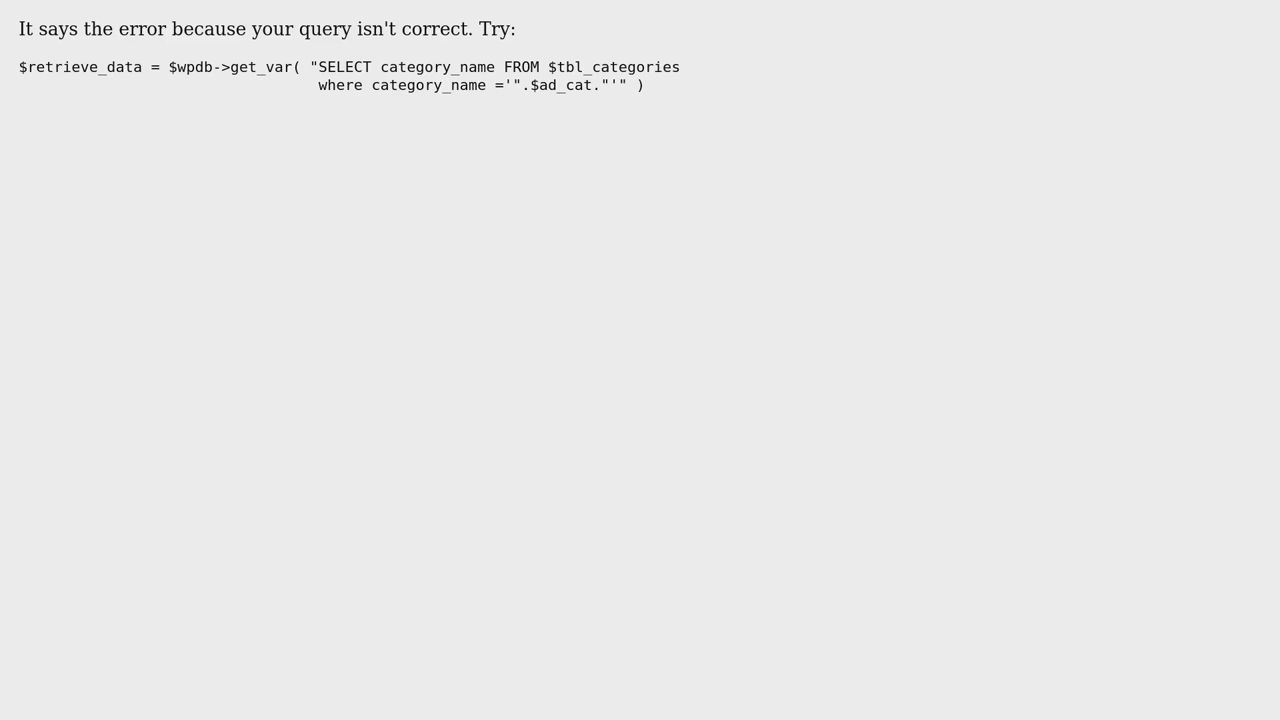 It says the error because your query isn't correct. Try:
$retrieve_data = $wpdb->get_var( "SELECT category_name FROM $tbl_categories
                                  where category_name ='".$ad_cat."'" )